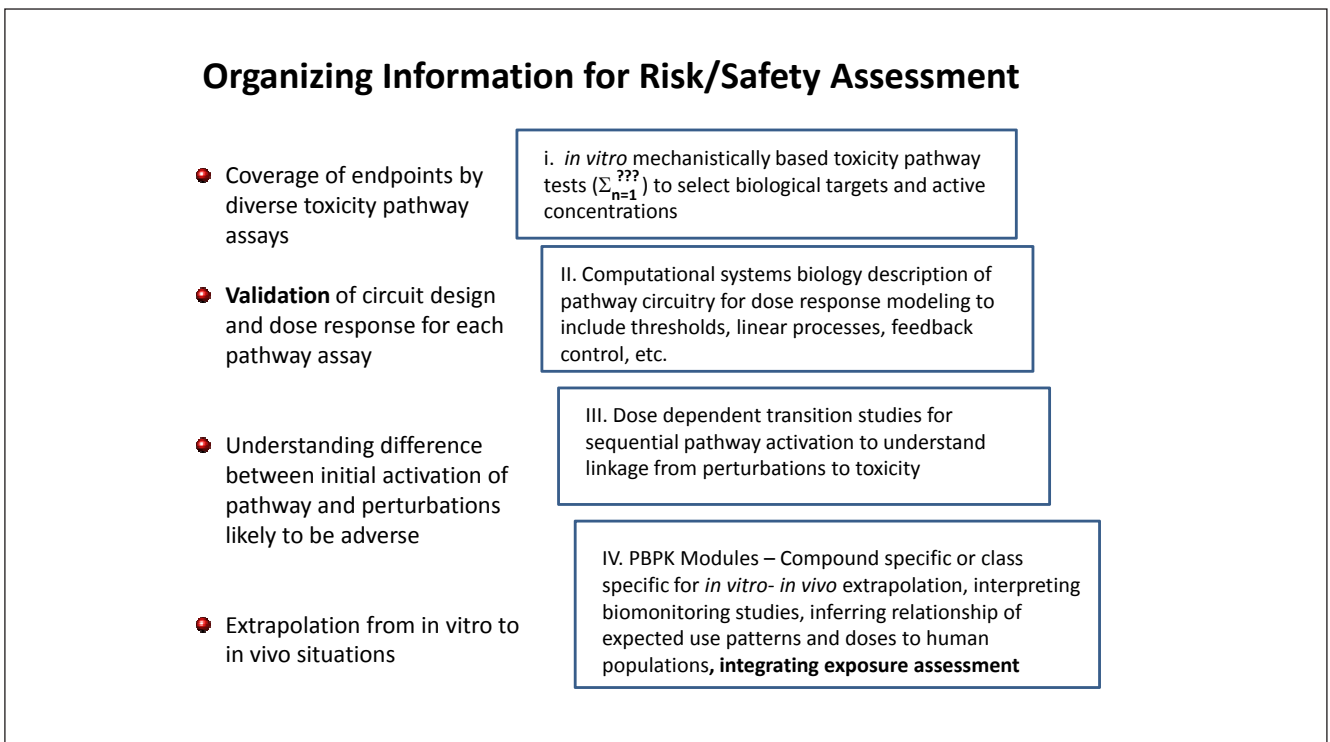 Organizing Information for Risk/Safety Assessment
Coverage of endpoints by
diverse toxicity pathway
assays
i. in vitro mechanistically based toxicity pathway
tests (Σ ??? n=1 ) to select biological targets and active
concentrations
Validation of circuit design
and dose response for each
pathway assay
II. Computational systems biology description of
pathway circuitry for dose response modeling to
include thresholds, linear processes, feedback
control, etc.
Understanding difference
between initial activation of
pathway and perturbations
likely to be adverse
III. Dose dependent transition studies for
sequential pathway activation to understand
linkage from perturbations to toxicity
Extrapolation from in vitro to
in vivo situations
IV. PBPK Modules – Compound specific or class
specific for in vitro- in vivo extrapolation, interpreting
biomonitoring studies, inferring relationship of
expected use patterns and doses to human
populations, integrating exposure assessment